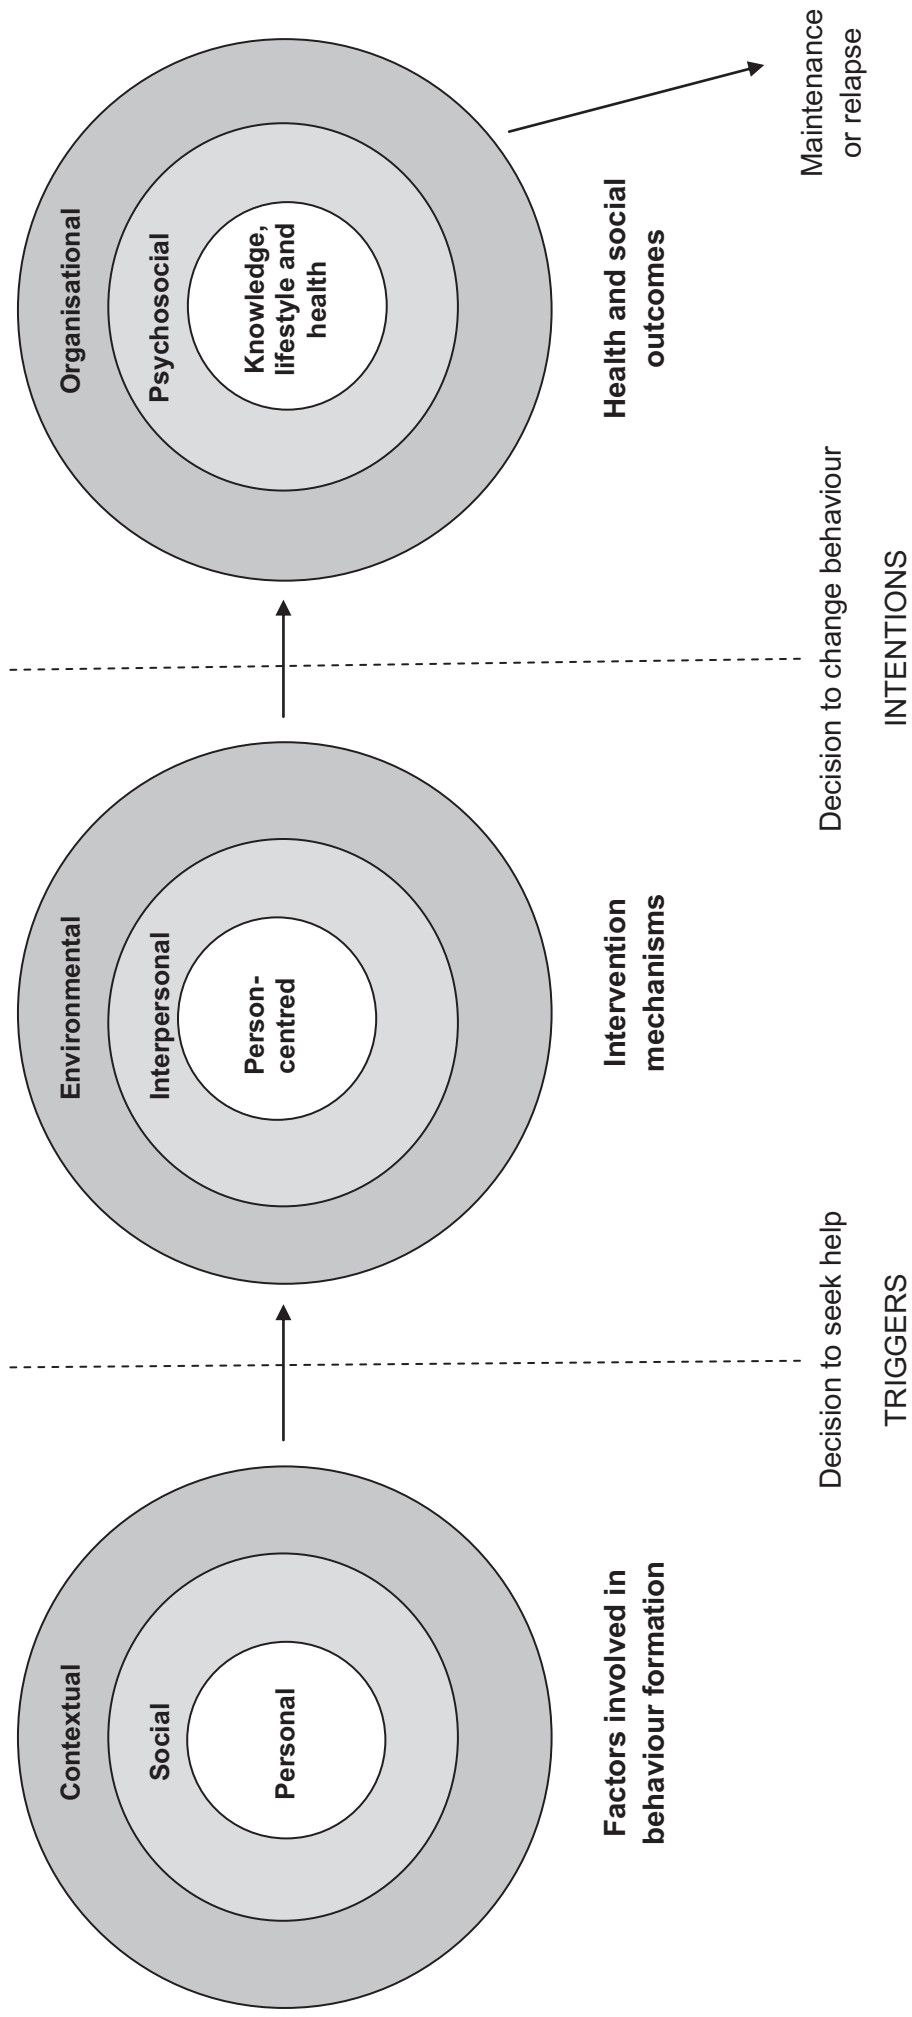 Contextual
Social
Personal
Factors involved in
behaviour formation
Decision to seek help
TRIGGERS
Environmental
Interpersonal
Person-
centred
Intervention
mechanisms
Decision to change behaviour
INTENTIONS
Organisational
Psychosocial
Knowledge,
lifestyle and
health
Health and social
outcomes
Maintenance
or relapse